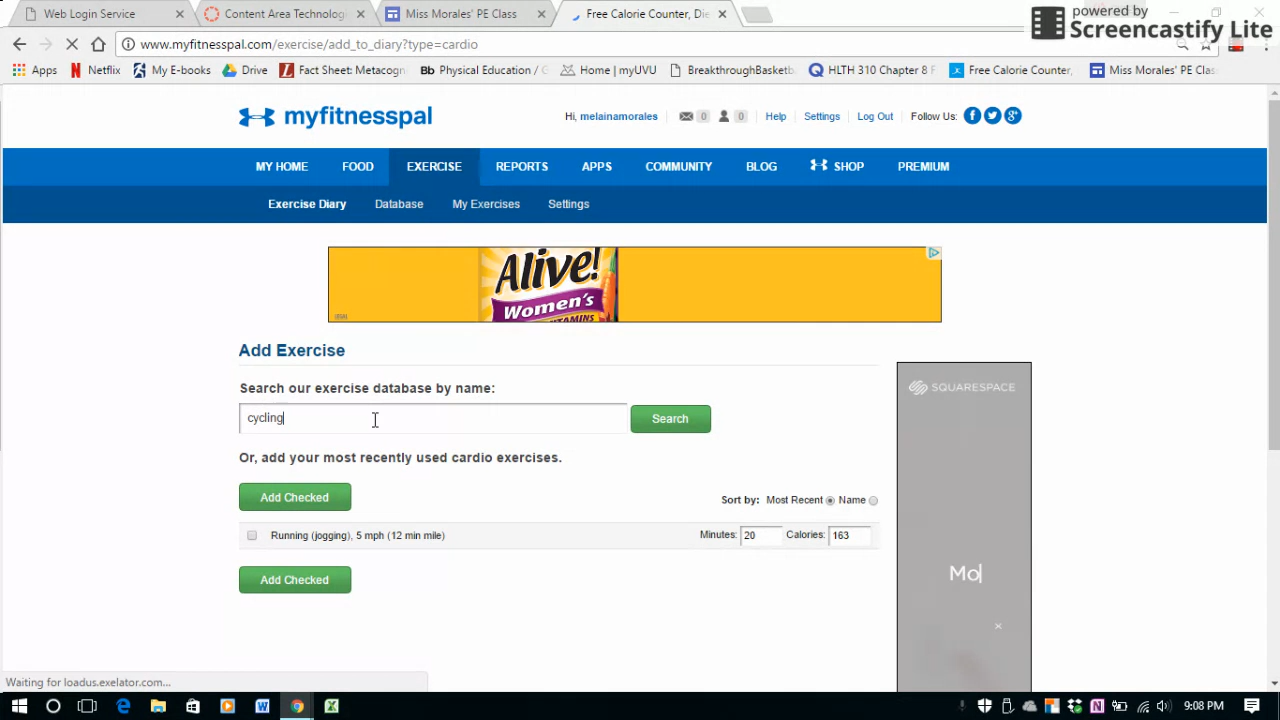 Web Login Service
Content Area Technolog
Miss Morales' PE Class
Free Calorie Counter, Die
powered by
Screencastify Lite
www.myfitnesspal.com/exercise/add_to_diary?type=cardio
Apps
Netflix
My E-books
Drive
Fact Sheet: Metacogni
Bb Physical Education / G
Home | myUVU
BreakthroughBasketb
HLTH 310 Chapter 8 F
Free Calorie Counter,
Miss Morales' PE Clas
myfitnesspal
Hi, melainamorales
0
0
Help
Settings
Log Out
Follow Us:
MY HOME
FOOD
EXERCISE
REPORTS
APPS
COMMUNITY
BLOG
SHOP
PREMIUM
Exercise Diary
Database
My Exercises
Settings
Alive!
Women's
VITAMINS
Add Exercise
Search our exercise database by name:
cycling
Search
Or, add your most recently used cardio exercises.
Add Checked
Sort by: Most Recent Name
Running (jogging), 5 mph (12 min mile)
Minutes: 20 Calories: 163
Add Checked
SQUARESPACE
Mo
Waiting for loadus.exelator.com...
9:08 PM